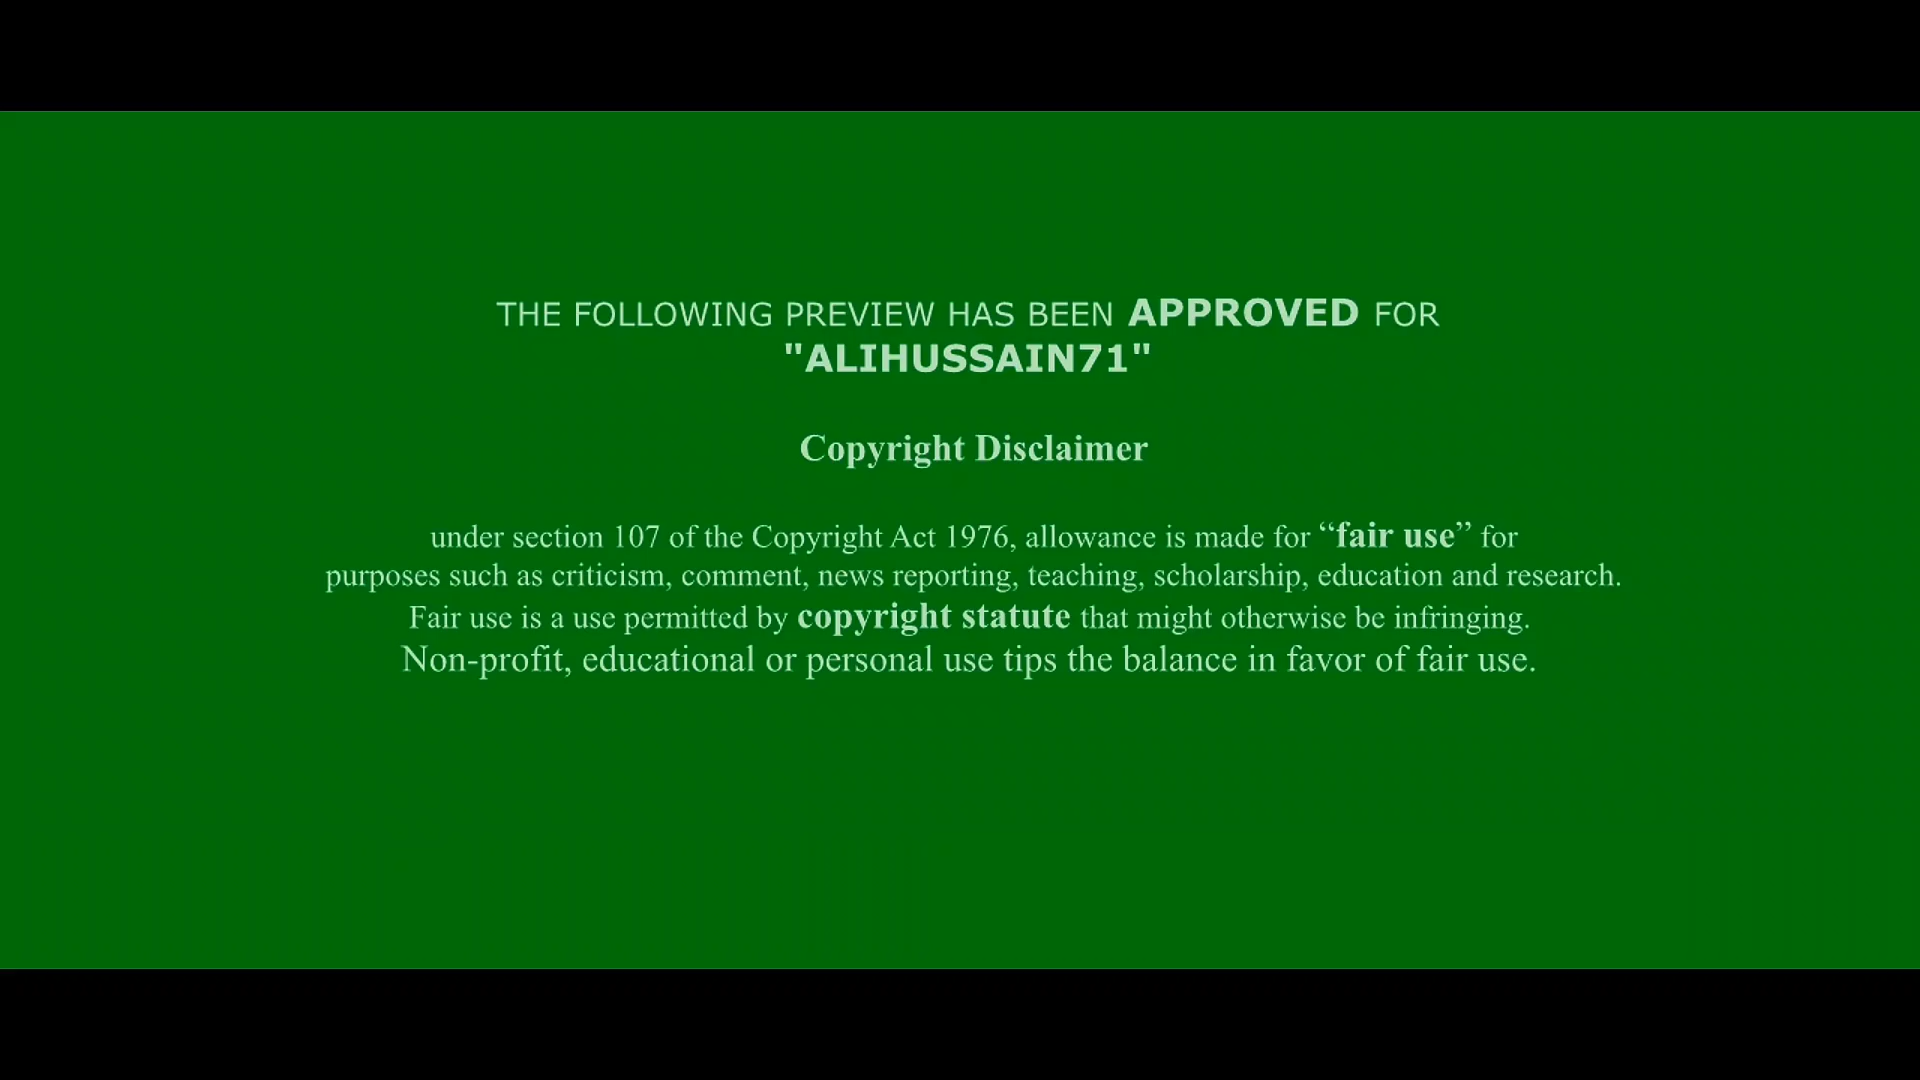 THE FOLLOWING PREVIEW HAS BEEN APPROVED FOR
"ALIHUSSAIN71"
Copyright Disclaimer
under section 107 of the Copyright Act 1976, allowance is made for “fair use” for
purposes such as criticism, comment, news reporting, teaching, scholarship, education and research.
Fair use is a use permitted by copyright statute that might otherwise be infringing.
Non-profit, educational or personal use tips the balance in favor of fair use.